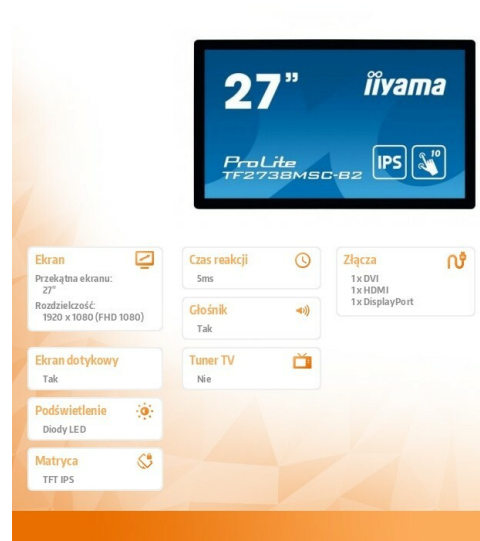 27”
iiyama
ProLite
TF2738MSC-B2
IPS
10
Ekran
Przekątna ekranu:
27"
Rozdzielczość:
1920 x 1080 (FHD 1080)
Ekran dotykowy
Tak
Podświetlenie
Diody LED
Matryca
TFT IPS
Czas reakcji
5ms
Głośnik
Tak
Tuner TV
Nie
Złącza
1 x DVI
1 x HDMI
1 x DisplayPort